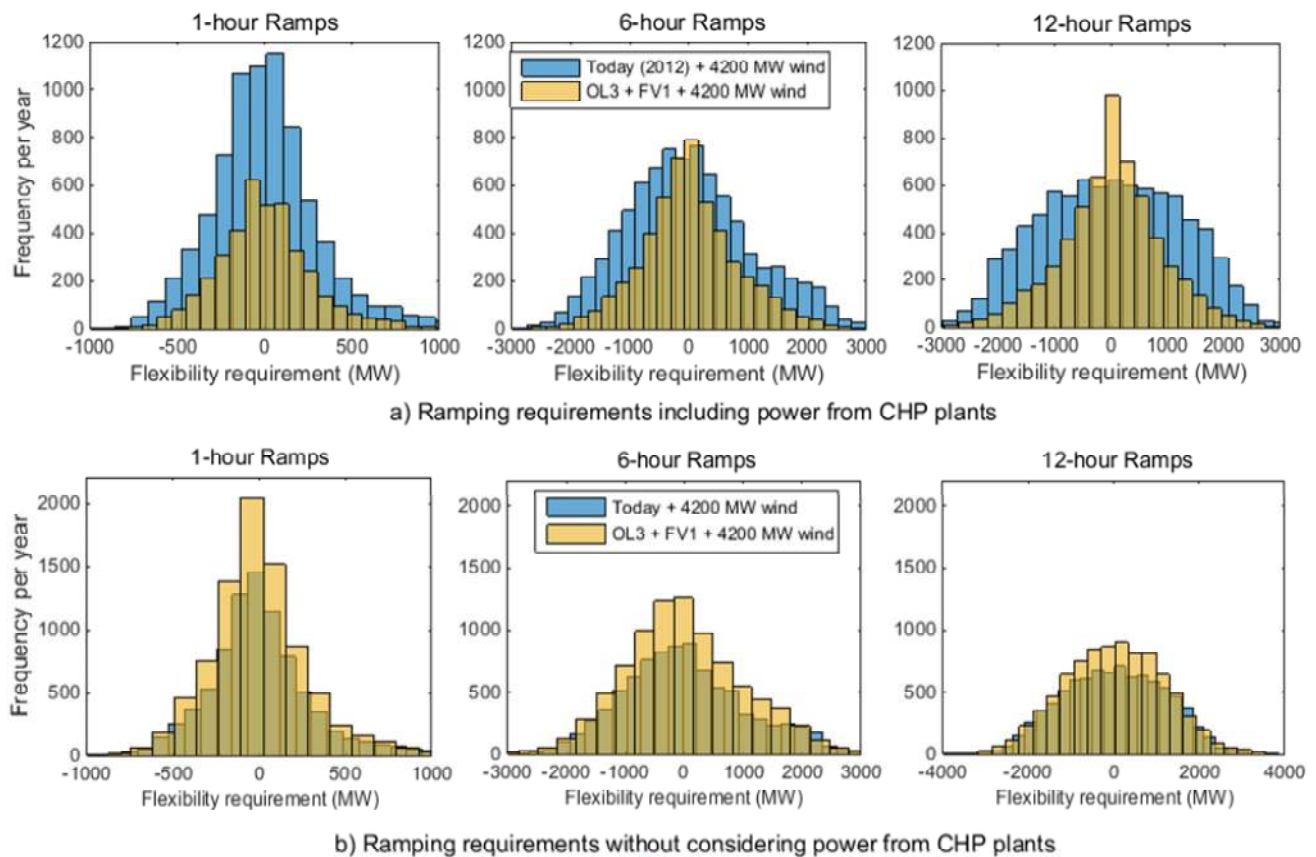 1-hour Ramps
6-hour Ramps
12-hour Ramps
Frequency per year
1200
1000
800
600
400
200
0
-1000 -500 0 500 1000
Flexibility requirement (MW)
1200
1000
800
600
400
200
0
Today (2012) + 4200 MW wind
OL3 + FV1 + 4200 MW wind
-3000 -2000 -1000 0 1000 2000 3000
Flexibility requirement (MW)
1200
1000
800
600
400
200
0
-3000 -2000 -1000 0 1000 2000 3000
Flexibility requirement (MW)
a) Ramping requirements including power from CHP plants
1-hour Ramps
6-hour Ramps
12-hour Ramps
Frequency per year
2000
1500
1000
500
0
-1000 -500 0 500 1000
Flexibility requirement (MW)
2000
1500
1000
500
0
Today + 4200 MW wind
OL3 + FV1 + 4200 MW wind
-3000 -2000 -1000 0 1000 2000 3000
Flexibility requirement (MW)
2000
1500
1000
500
0
-4000 -2000 0 2000 4000
Flexibility requirement (MW)
b) Ramping requirements without considering power from CHP plants